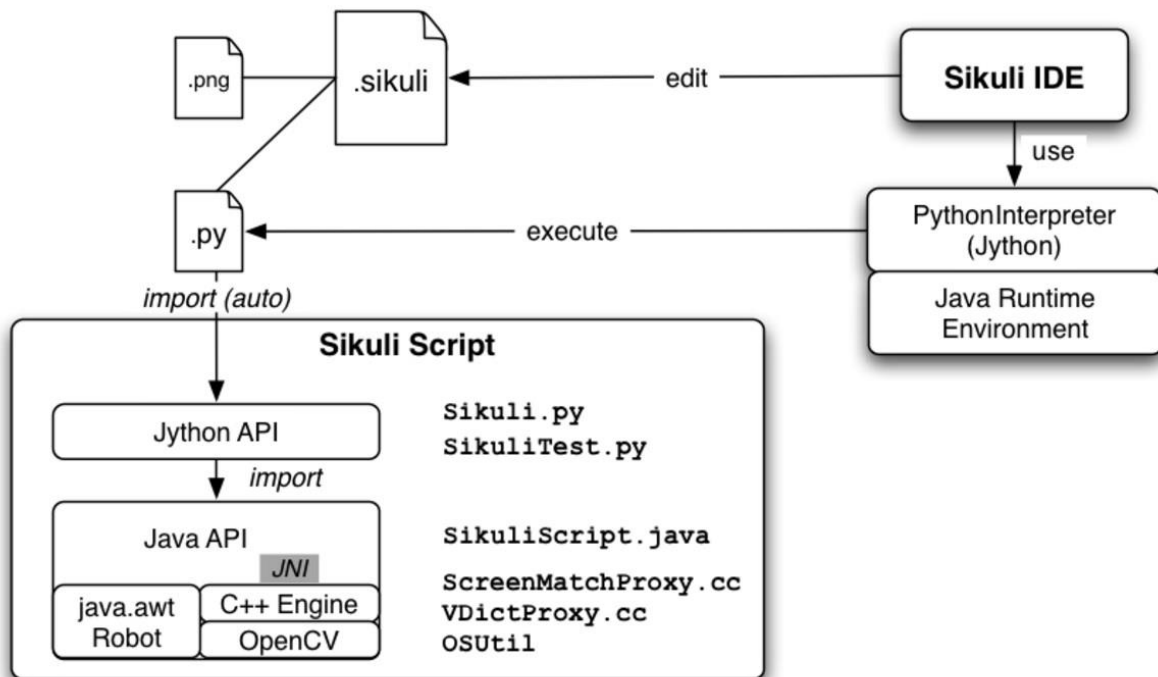 .png
.sikuli
edit
Sikuli IDE
use
.py
execute
PythonInterpreter
(Jython)
Java Runtime
Environment
import (auto)
Sikuli Script
Jython API
Sikuli.py
SikuliTest.py
import
Java API
SikuliScript.java
JNI
java.awt
Robot
C++ Engine
OpenCV
ScreenMatchProxy.cc
VDictProxy.cc
OSUtil